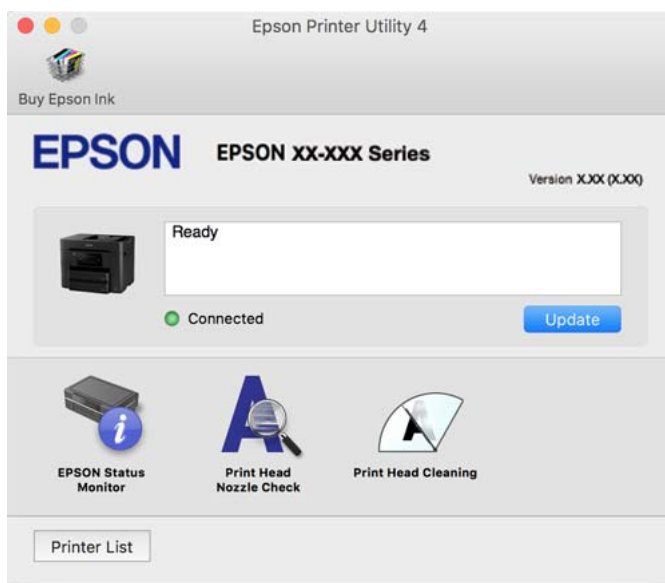 Epson Printer Utility 4
Buy Epson Ink
EPSON
EPSON XX-XXX Series
Version X.XX (X.XX)
Ready
Connected
Update
EPSON Status
Monitor
Print Head
Nozzle Check
Print Head Cleaning
Printer List